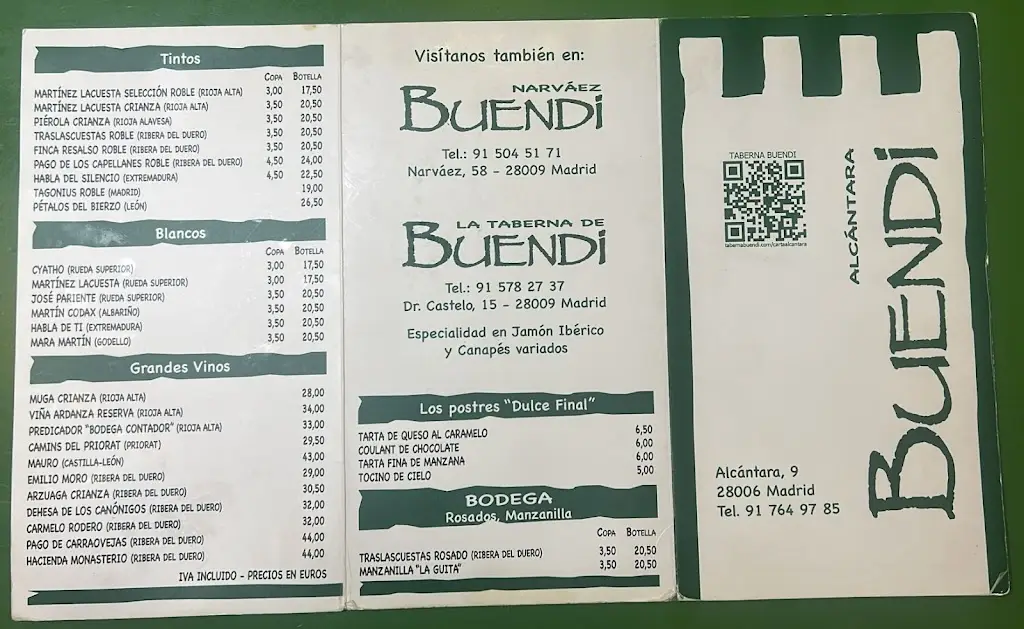 Tintos
COPA BOTELLA
MARTÍNEZ LACUESTA SELECCIÓN ROBLE (RIOJA ALTA) 3,00 17,50
MARTÍNEZ LACUESTA CRIANZA (RIOJA ALTA) 3,50 20,50
PIÉROLA CRIANZA (RIOJA ALAVESA) 3,50 20,50
TRASLASCUESTAS ROBLE (RIBERA DEL DUERO) 3,50 20,50
FINCA RESALSO ROBLE (RIBERA DEL DUERO) 3,50 20,50
PAGO DE LOS CAPELLANES ROBLE (RIBERA DEL DUERO) 4,50 24,00
HABLA DEL SILENCIO (EXTREMADURA) 4,50 22,50
TAGONIUS ROBLE (MADRID) 19,00
PÉTALOS DEL BIERZO (LEÓN) 26,50
Blancos
COPA BOTELLA
CYATHO (RUEDA SUPERIOR) 3,00 17,50
MARTÍNEZ LACUESTA (RUEDA SUPERIOR) 3,00 17,50
JOSÉ PARIENTE (RUEDA SUPERIOR) 3,50 20,50
MARTÍN CODAX (ALBARIÑO) 3,50 20,50
HABLA DE TI (EXTREMADURA) 3,50 20,50
MARA MARTÍN (GODELLO) 3,50 20,50
Grandes Vinos
MUGA CRIANZA (RIOJA ALTA) 28,00
VIÑA ARDANZA RESERVA (RIOJA ALTA) 34,00
PREDICADOR "BODEGA CONTADOR" (RIOJA ALTA) 33,00
CAMINS DEL PRIORAT (PRIORAT) 29,50
MAURO (CASTILLA-LEÓN) 43,00
EMILIO MORO (RIBERA DEL DUERO) 29,00
ARZUAGA CRIANZA (RIBERA DEL DUERO) 30,50
DEHESA DE LOS CANÓNIGOS (RIBERA DEL DUERO) 32,00
CARMELO RODERO (RIBERA DEL DUERO) 32,00
PAGO DE CARRAOVEJAS (RIBERA DEL DUERO) 44,00
HACIENDA MONASTERIO (RIBERA DEL DUERO) 44,00
IVA INCLUIDO - PRECIOS EN EUROS
Visítanos también en:
NARVÁEZ
BUENDI
Tel.: 91 504 51 71
Narváez, 58 - 28009 Madrid
LA TABERNA DE
BUENDI
Tel.: 91 578 27 37
Dr. Castelo, 15 - 28009 Madrid
Especialidad en Jamón Ibérico
y Canapés variados
Los postres "Dulce Final"
TARTA DE QUESO AL CARAMELO 6,50
COULANT DE CHOCOLATE 6,00
TARTA FINA DE MANZANA 6,00
TOCINO DE CIELO 5,00
BODEGA
Rosados, Manzanilla
COPA BOTELLA
TRASLASCUESTAS ROSADO (RIBERA DEL DUERO) 3,50 20,50
MANZANILLA "LA GUITA" 3,50 20,50
TABERNA BUENDI
tabernabuendi.com/cartaalcantara
ALCÁNTARA
BUENDI
Alcántara, 9
28006 Madrid
Tel. 91 764 97 85